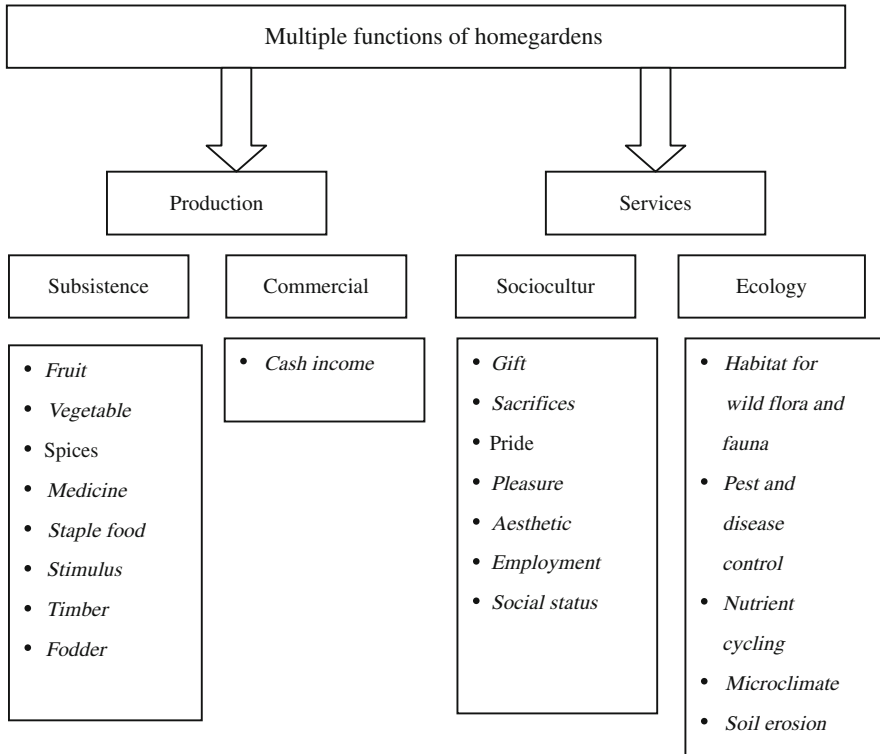 Multiple functions of homegardens
Production
Services
Subsistence
Commercial
Sociocultur
Ecology
• Fruit
• Vegetable
• Spices
• Medicine
• Staple food
• Stimulus
• Timber
• Fodder
• Cash income
• Gift
• Sacrifices
• Pride
• Pleasure
• Aesthetic
• Employment
• Social status
• Habitat for
wild flora and
fauna
• Pest and
disease
control
• Nutrient
cycling
• Microclimate
• Soil erosion